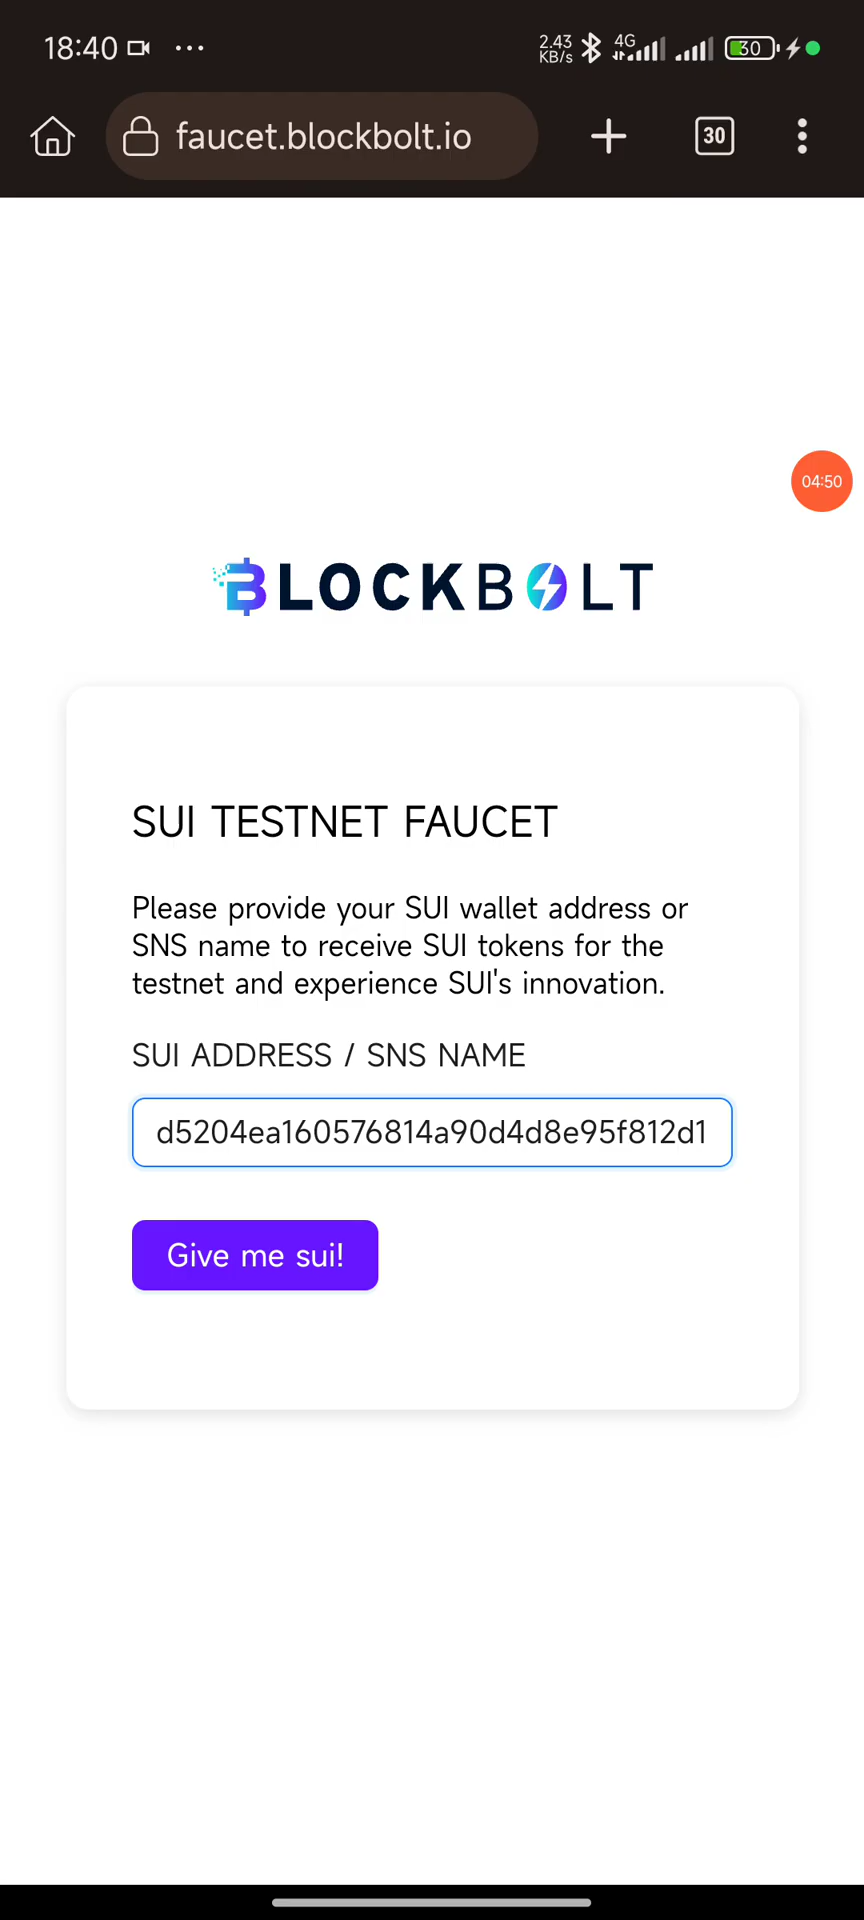 18:40 ... 2.43 KB/s 4G 30
faucet.blockbolt.io 30
04:50
BLOCKBOLT
SUI TESTNET FAUCET
Please provide your SUI wallet address or
SNS name to receive SUI tokens for the
testnet and experience SUI's innovation.
SUI ADDRESS / SNS NAME
d5204ea160576814a90d4d8e95f812d1
Give me sui!